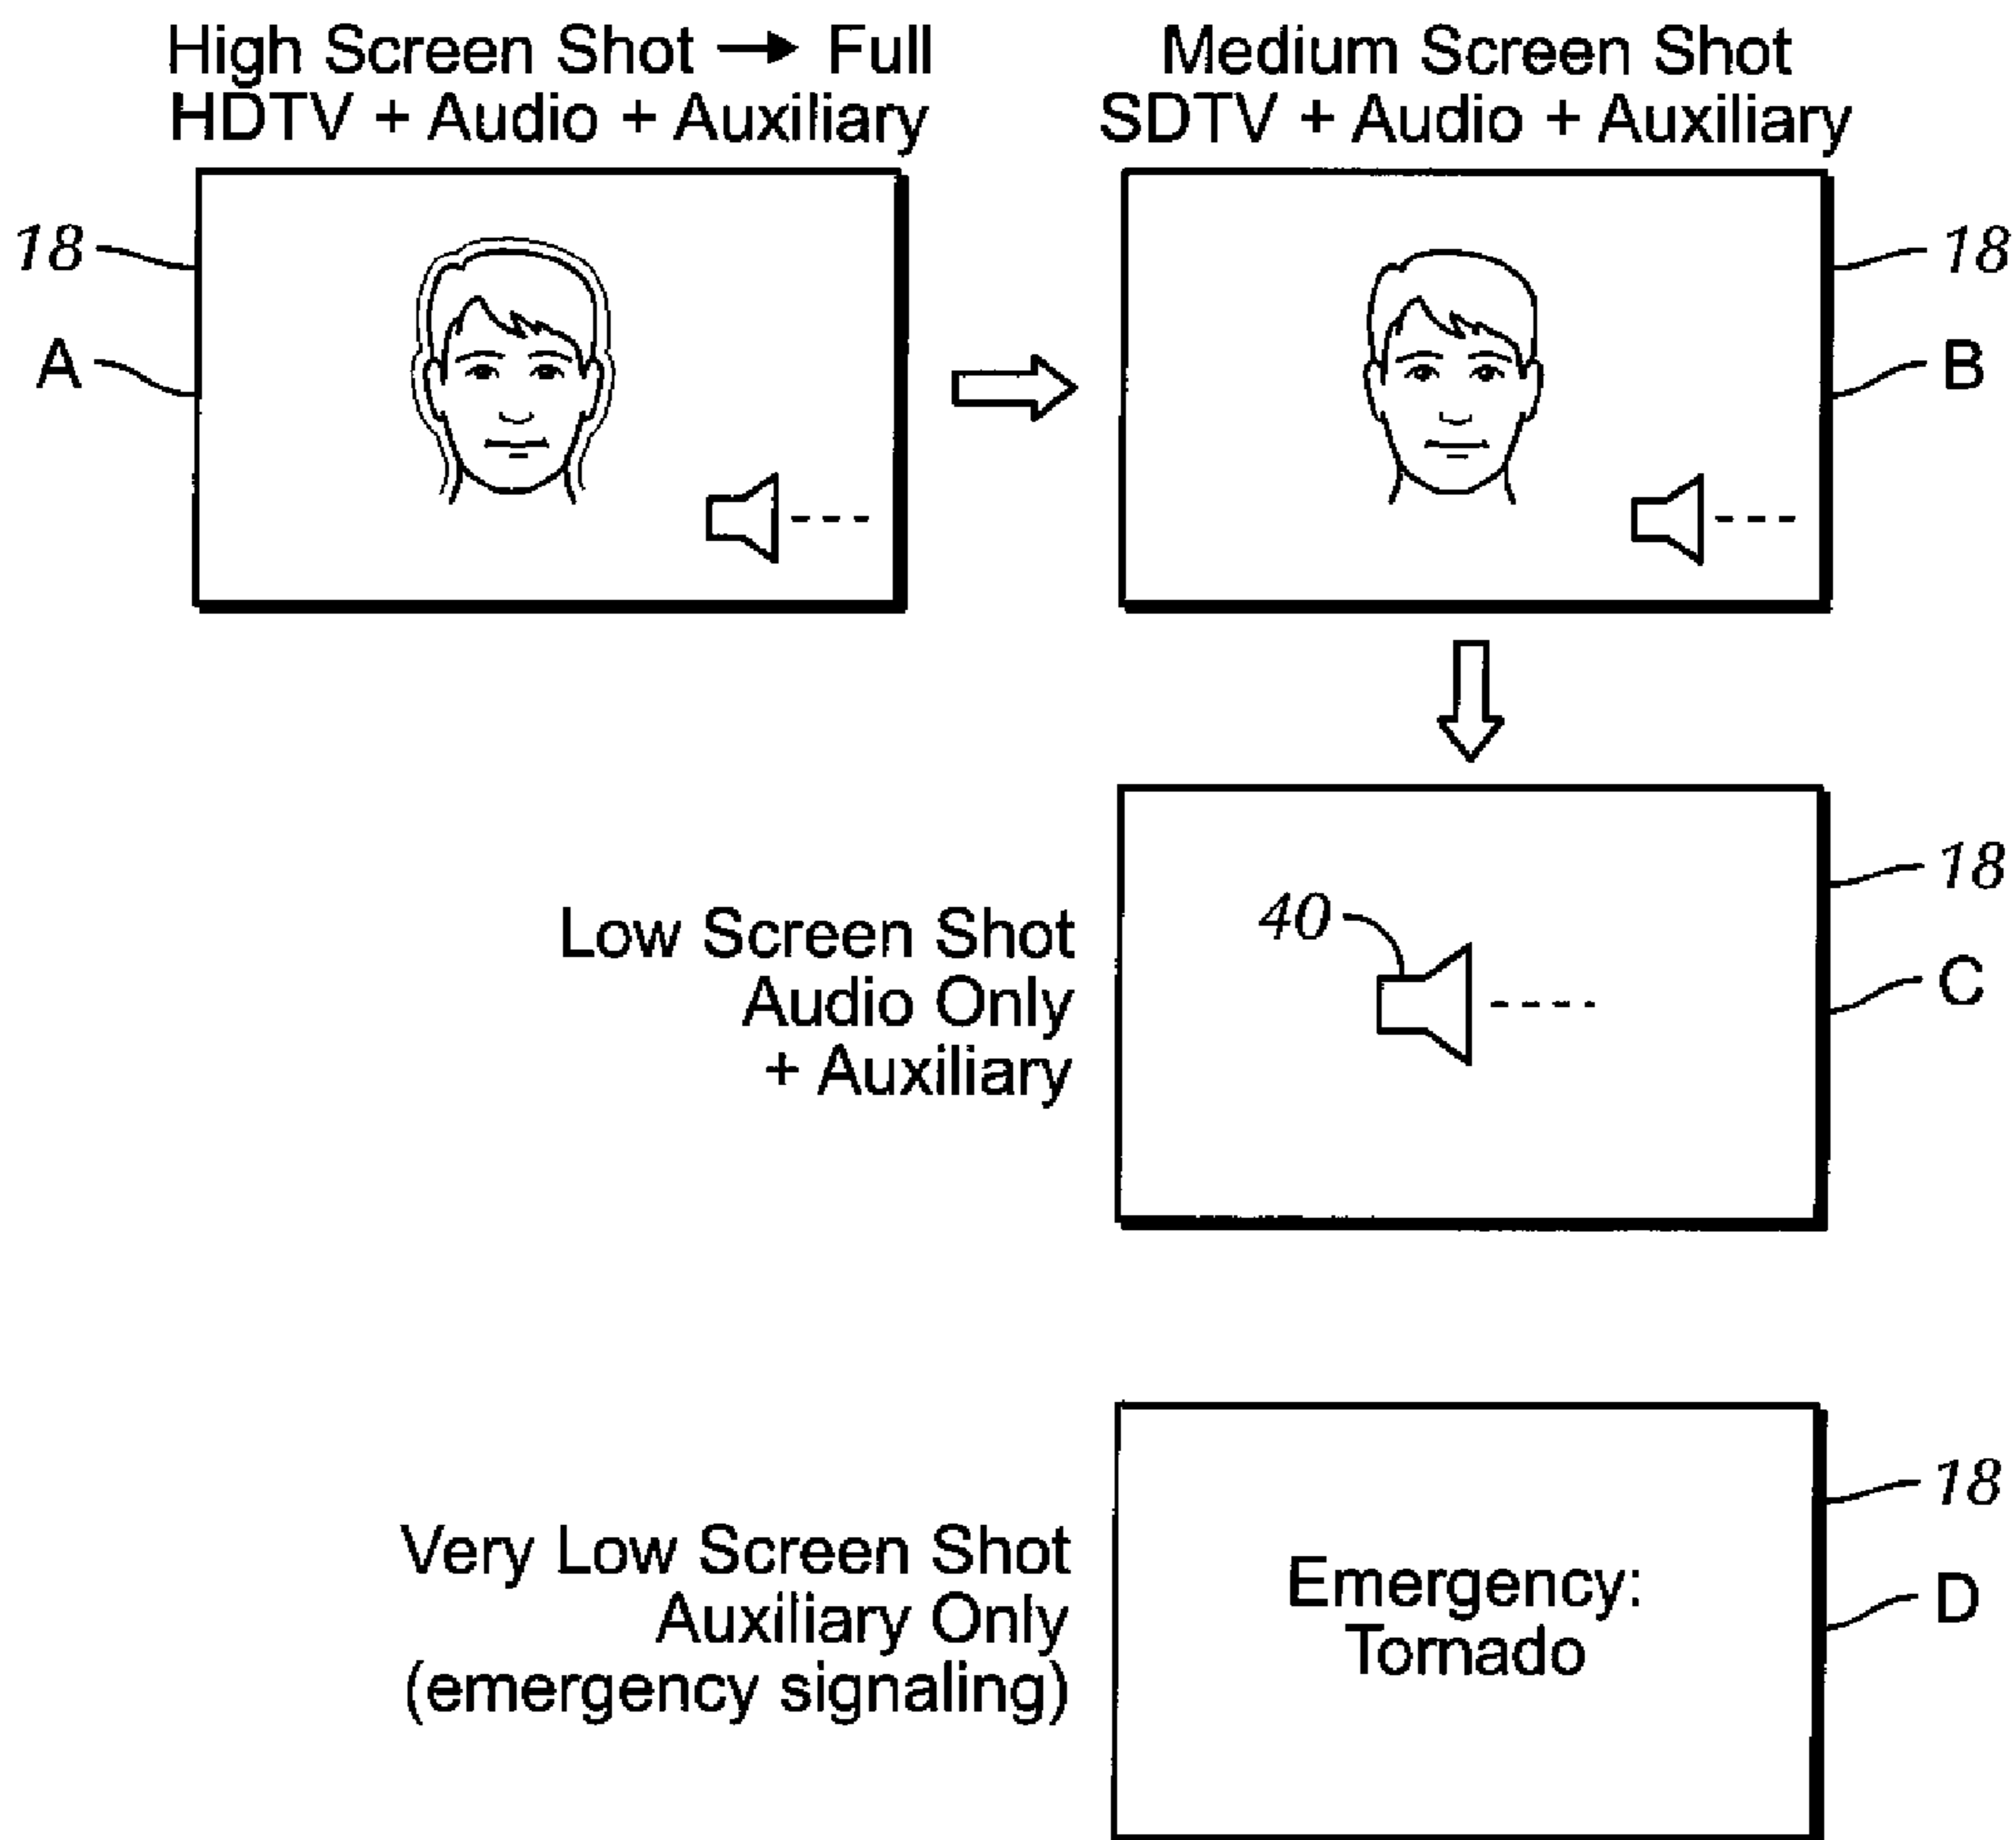 High Screen Shot → Full
HDTV + Audio + Auxiliary
Medium Screen Shot
SDTV + Audio + Auxiliary
18
A
18
B
Low Screen Shot
Audio Only
+ Auxiliary
40
18
C
Very Low Screen Shot
Auxiliary Only
(emergency signaling)
Emergency:
Tornado
18
D